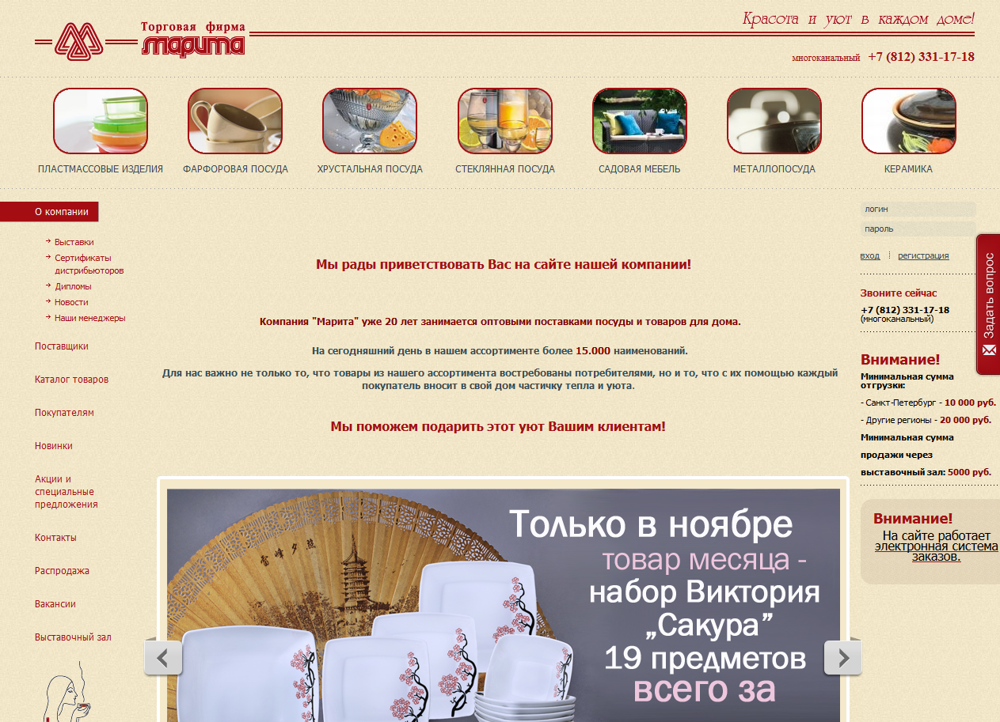 Торговая фирма
Марита
Красота и уют в каждом доме!
многоканальный +7 (812) 331-17-18
ПЛАСТМАССОВЫЕ ИЗДЕЛИЯ
ФАРФОРОВАЯ ПОСУДА
ХРУСТАЛЬНАЯ ПОСУДА
СТЕКЛЯННАЯ ПОСУДА
САДОВАЯ МЕБЕЛЬ
МЕТАЛЛОПОСУДА
КЕРАМИКА
О компании
Выставки
Сертификаты
дистрибьюторов
Дипломы
Новости
Наши менеджеры
Поставщики
Каталог товаров
Покупателям
Новинки
Акции и
специальные
предложения
Контакты
Распродажа
Вакансии
Выставочный зал
Мы рады приветствовать Вас на сайте нашей компании!
Компания "Марита" уже 20 лет занимается оптовыми поставками посуды и товаров для дома.
На сегодняшний день в нашем ассортименте более 15.000 наименований.
Для нас важно не только то, что товары из нашего ассортимента востребованы потребителями, но и то, что с их помощью каждый
покупатель вносит в свой дом частичку тепла и уюта.
Мы поможем подарить этот уют Вашим клиентам!
夕照
Только в ноябре
товар месяца -
набор Виктория
„Сакура”
19 предметов
всего за
логин
пароль
вход
регистрация
Звоните сейчас
+7 (812) 331-17-18
(многоканальный)
Внимание!
Минимальная сумма
отгрузки:
- Санкт-Петербург - 10 000 руб.
- Другие регионы - 20 000 руб.
Минимальная сумма
продажи через
выставочный зал: 5000 руб.
Внимание!
На сайте работает
электронная система
заказов.
Задать вопрос